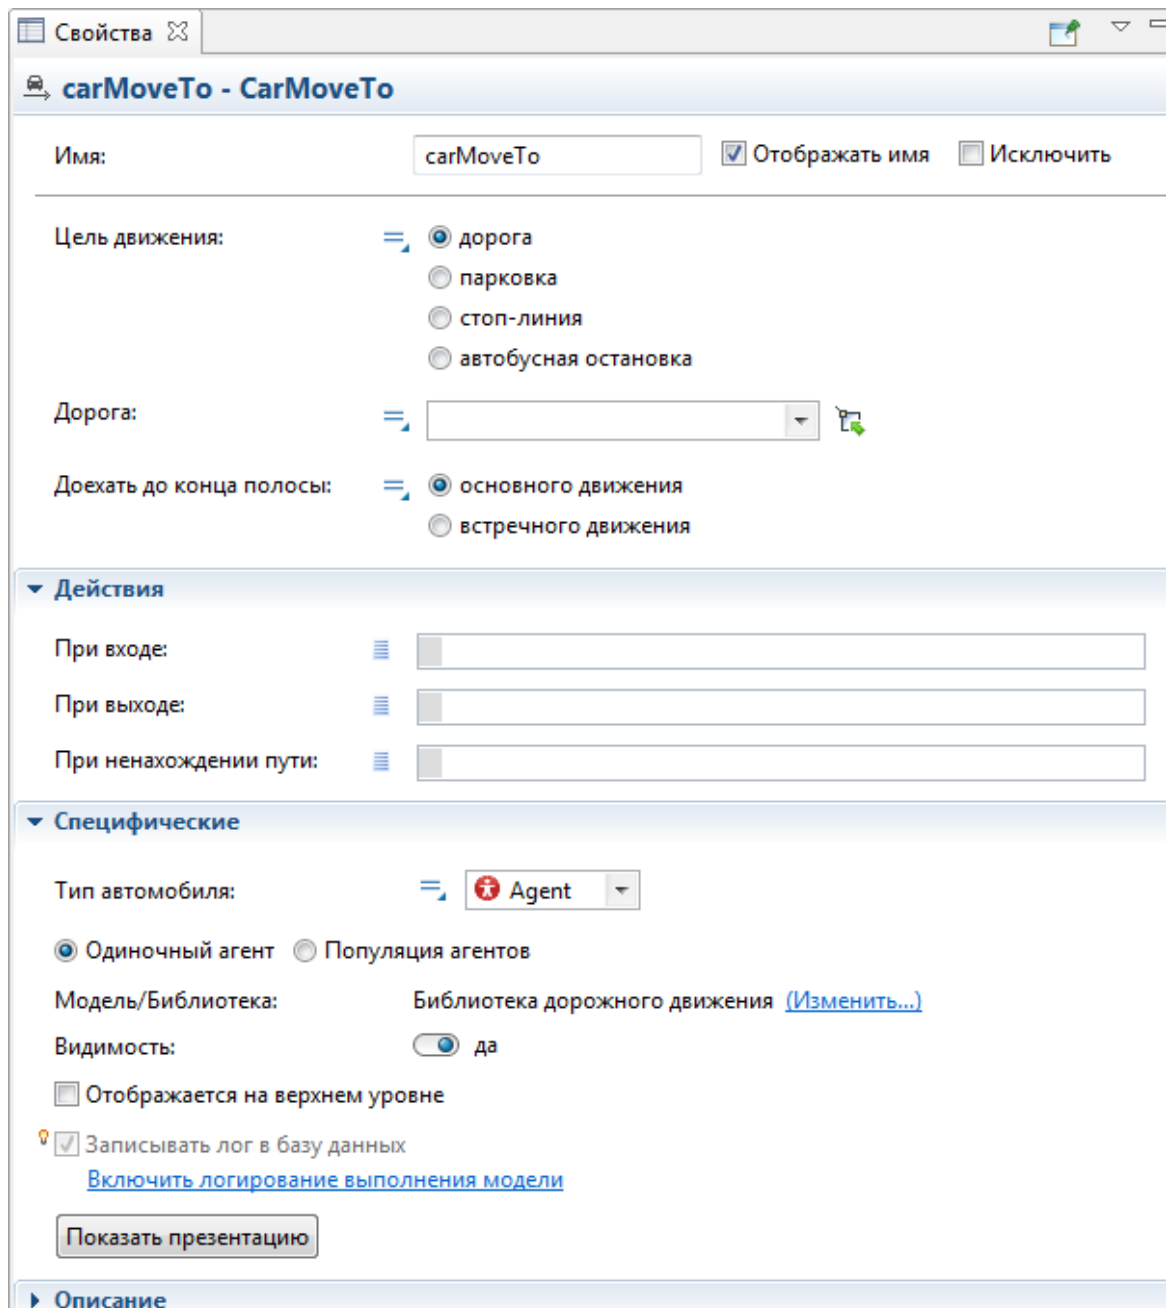 Свойства
carMoveTo - CarMoveTo
Имя: carMoveTo Отображать имя Исключить
Цель движения: дорога
парковка
стоп-линия
автобусная остановка
Дорога:
Доехать до конца полосы: основного движения
встречного движения
Действия
При входе:
При выходе:
При ненахождении пути:
Специфические
Тип автомобиля: Agent
Одиночный агент Популяция агентов
Модель/Библиотека: Библиотека дорожного движения (Изменить...)
Видимость: да
Отображается на верхнем уровне
Записывать лог в базу данных
Включить логирование выполнения модели
Показать презентацию
Описание